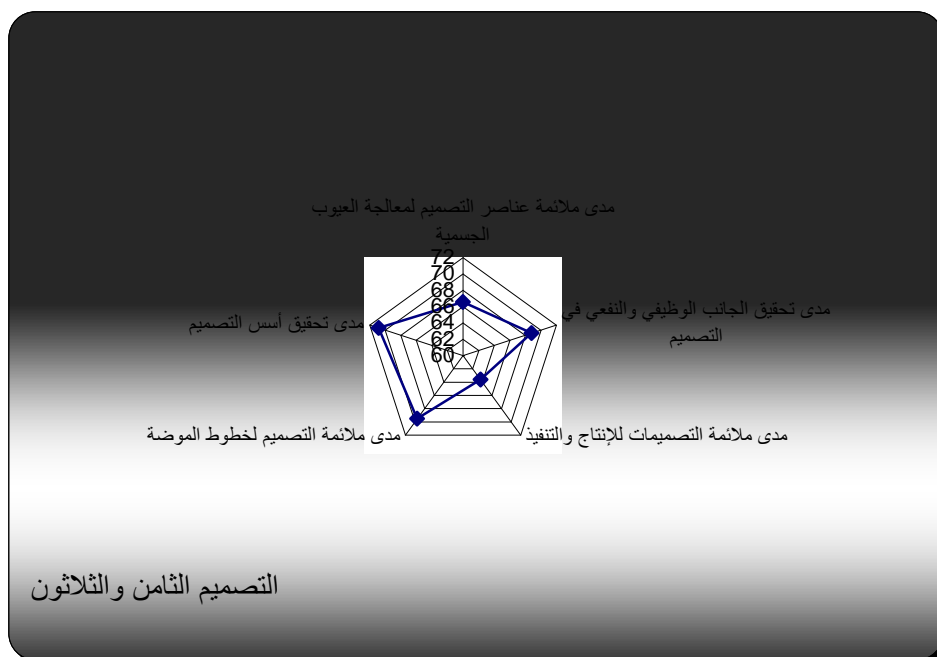 مدى ملائمة عناصر التصميم لمعالجة العيوب
الجسمية
72
70
68
66
64
62
60
مدى تحقيق الجانب الوظيفي والنفعي في
التصميم
مدى تحقيق أسس التصميم
مدى ملائمة التصميمات للإنتاج والتنفيذ
مدى ملائمة التصميم لخطوط الموضة
التصميم الثامن والثلاثون